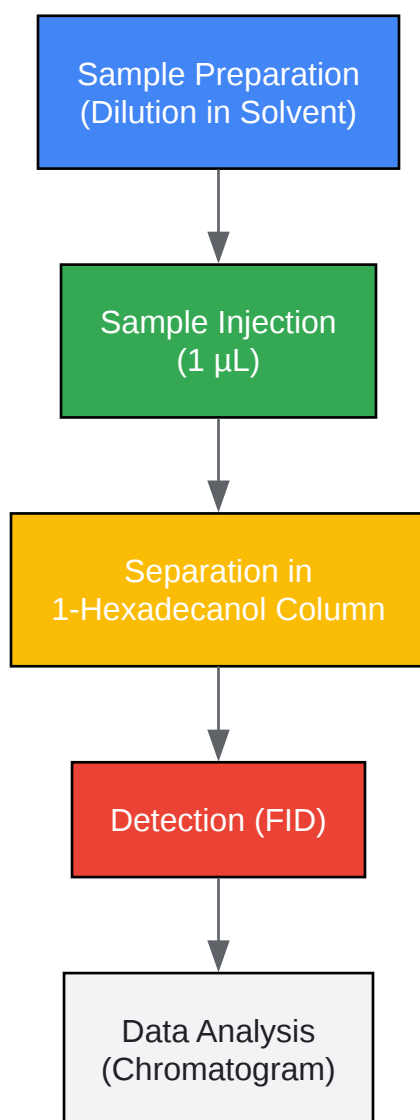 Sample Preparation
(Dilution in Solvent)
Sample Injection
(1 µL)
Separation in
1-Hexadecanol Column
Detection (FID)
Data Analysis
(Chromatogram)